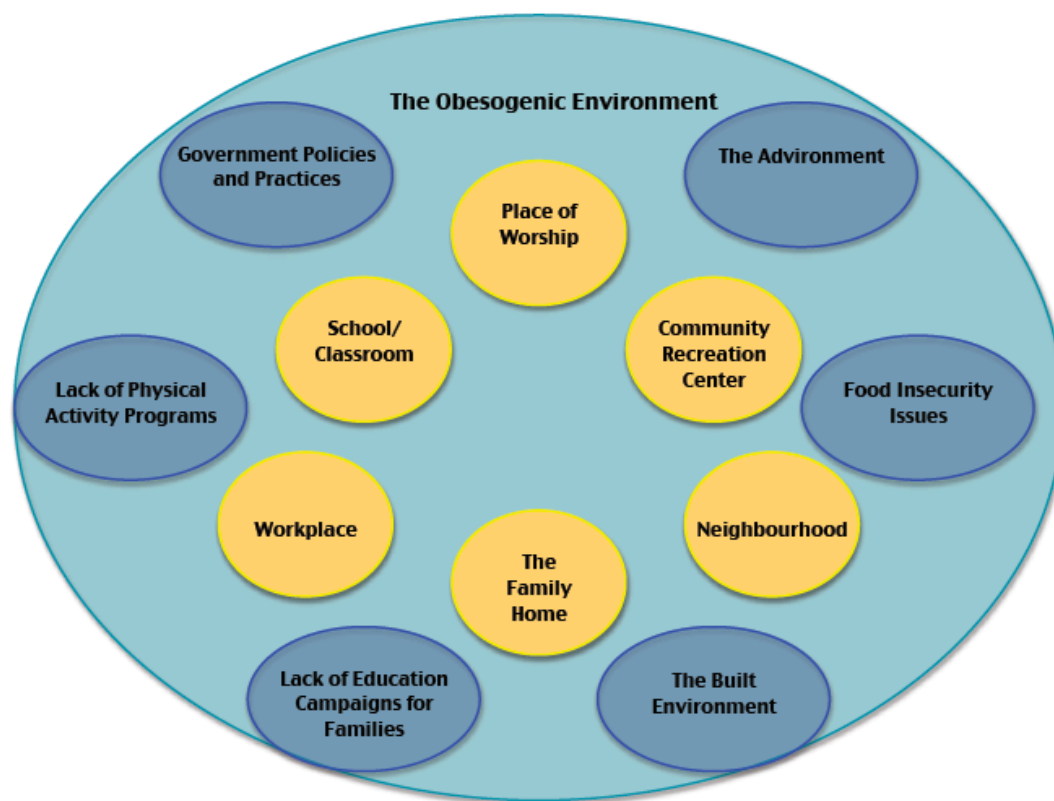 The Obesogenic Environment
Government Policies
and Practices
The Advironment
Place of
Worship
School/
Classroom
Community
Recreation
Center
Lack of Physical
Activity Programs
Food Insecurity
Issues
Workplace
Neighbourhood
The
Family
Home
Lack of Education
Campaigns for
Families
The Built
Environment